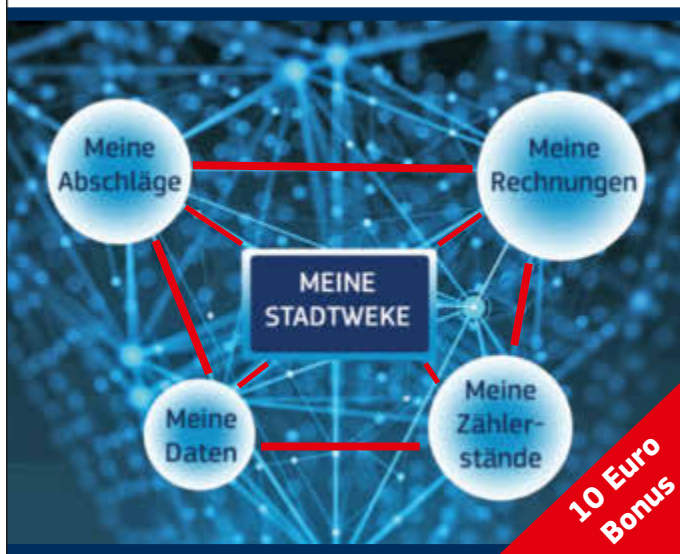 Meine
Abschläge
Meine
Rechnungen
MEINE
STADTWEKE
Meine
Daten
Meine
Zähler-
stände
10 Euro
Bonus